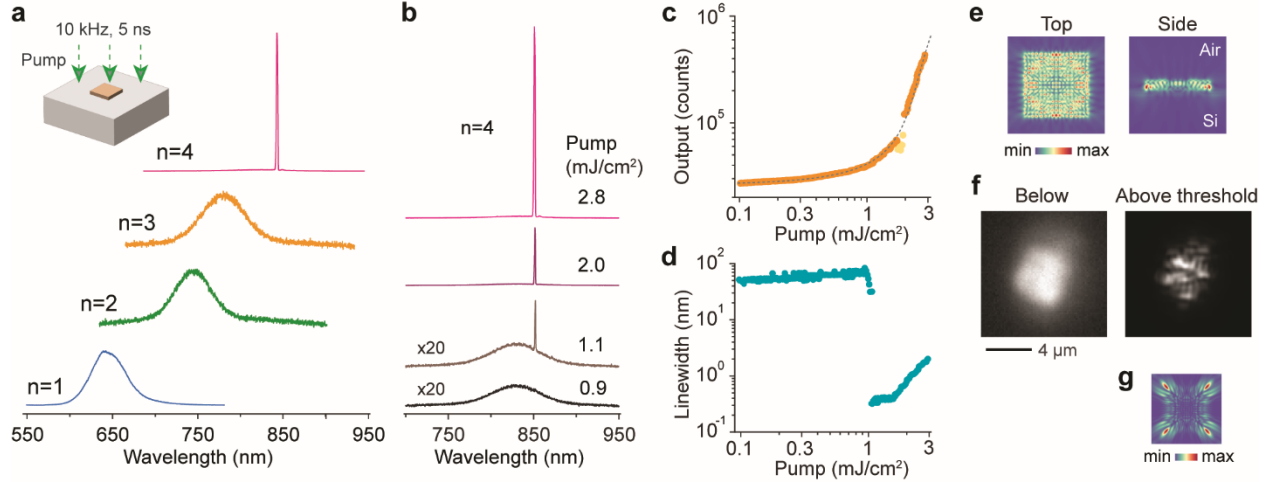 a
10 kHz, 5 ns
Pump
n=4
n=3
n=2
n=1
550 650 750 850 950
Wavelength (nm)
b
n=4
Pump
(mJ/cm²)
2.8
2.0
x20
1.1
x20
0.9
750 850 950
Wavelength (nm)
c
Output (counts)
10⁶
10⁵
0.1 0.3 1 3
Pump (mJ/cm²)
d
Linewidth (nm)
10²
10¹
10⁰
10⁻¹
0.1 0.3 1 3
Pump (mJ/cm²)
e
Top Side
Air
Si
min max
f
Below Above threshold
4 µm
g
min max